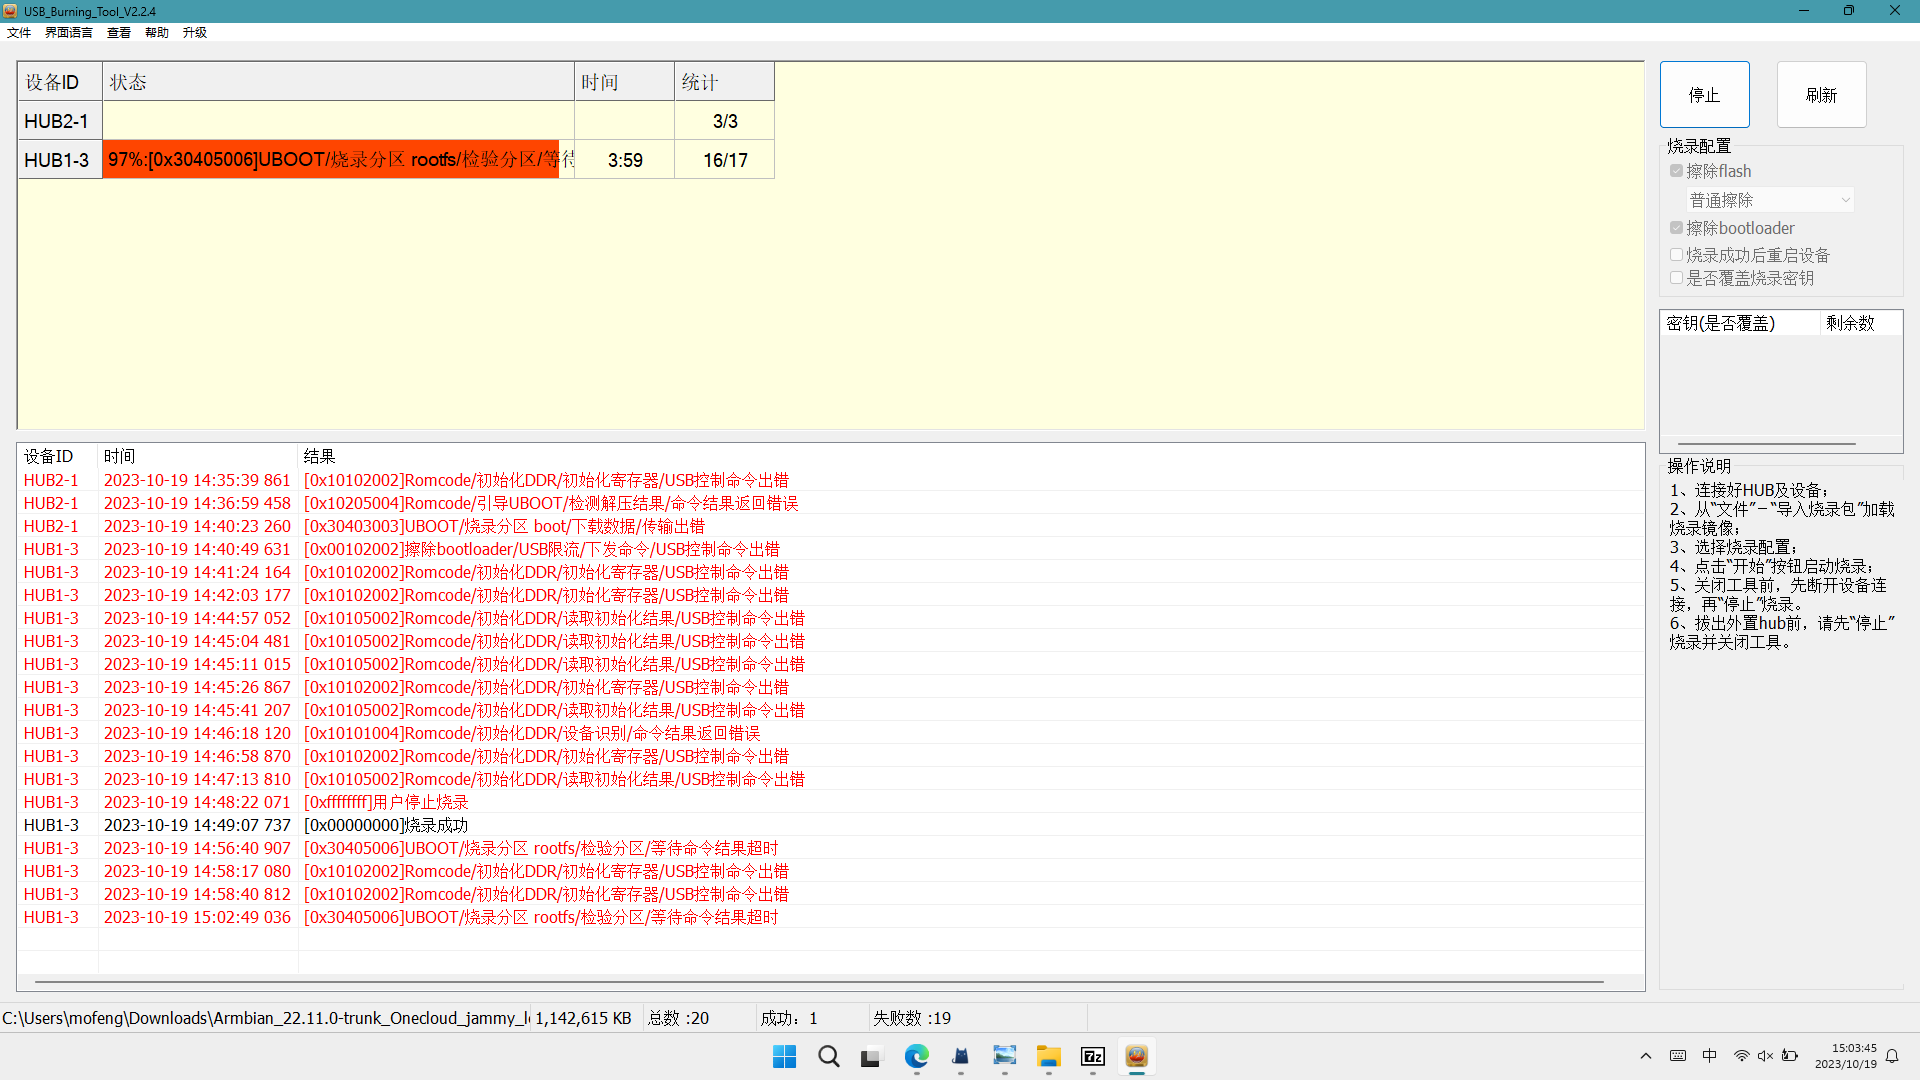 USB_Burning_Tool_V2.2.4
文件 界面语言 查看 帮助 升级
设备ID 状态 时间 统计
HUB2-1 3/3
HUB1-3 97%:[0x30405006]UBOOT/烧录分区 rootfs/检验分区/等待 3:59 16/17
停止 刷新
烧录配置
擦除flash
普通擦除
擦除bootloader
烧录成功后重启设备
是否覆盖烧录密钥
密钥(是否覆盖) 剩余数
设备ID 时间 结果
HUB2-1 2023-10-19 14:35:39 861 [0x10102002]Romcode/初始化DDR/初始化寄存器/USB控制命令出错
HUB2-1 2023-10-19 14:36:59 458 [0x10205004]Romcode/引导UBOOT/检测解压结果/命令结果返回错误
HUB2-1 2023-10-19 14:40:23 260 [0x30403003]UBOOT/烧录分区 boot/下载数据/传输出错
HUB1-3 2023-10-19 14:40:49 631 [0x00102002]擦除bootloader/USB限流/下发命令/USB控制命令出错
HUB1-3 2023-10-19 14:41:24 164 [0x10102002]Romcode/初始化DDR/初始化寄存器/USB控制命令出错
HUB1-3 2023-10-19 14:42:03 177 [0x10102002]Romcode/初始化DDR/初始化寄存器/USB控制命令出错
HUB1-3 2023-10-19 14:44:57 052 [0x10105002]Romcode/初始化DDR/读取初始化结果/USB控制命令出错
HUB1-3 2023-10-19 14:45:04 481 [0x10105002]Romcode/初始化DDR/读取初始化结果/USB控制命令出错
HUB1-3 2023-10-19 14:45:11 015 [0x10105002]Romcode/初始化DDR/读取初始化结果/USB控制命令出错
HUB1-3 2023-10-19 14:45:26 867 [0x10102002]Romcode/初始化DDR/初始化寄存器/USB控制命令出错
HUB1-3 2023-10-19 14:45:41 207 [0x10105002]Romcode/初始化DDR/读取初始化结果/USB控制命令出错
HUB1-3 2023-10-19 14:46:18 120 [0x10101004]Romcode/初始化DDR/设备识别/命令结果返回错误
HUB1-3 2023-10-19 14:46:58 870 [0x10102002]Romcode/初始化DDR/初始化寄存器/USB控制命令出错
HUB1-3 2023-10-19 14:47:13 810 [0x10105002]Romcode/初始化DDR/读取初始化结果/USB控制命令出错
HUB1-3 2023-10-19 14:48:22 071 [0xffffffff]用户停止烧录
HUB1-3 2023-10-19 14:49:07 737 [0x00000000]烧录成功
HUB1-3 2023-10-19 14:56:40 907 [0x30405006]UBOOT/烧录分区 rootfs/检验分区/等待命令结果超时
HUB1-3 2023-10-19 14:58:17 080 [0x10102002]Romcode/初始化DDR/初始化寄存器/USB控制命令出错
HUB1-3 2023-10-19 14:58:40 812 [0x10102002]Romcode/初始化DDR/初始化寄存器/USB控制命令出错
HUB1-3 2023-10-19 15:02:49 036 [0x30405006]UBOOT/烧录分区 rootfs/检验分区/等待命令结果超时
操作说明
1、连接好HUB及设备；
2、从“文件”－“导入烧录包”加载
烧录镜像；
3、选择烧录配置；
4、点击“开始”按钮启动烧录；
5、关闭工具前，先断开设备连
接，再“停止”烧录。
6、拔出外置hub前，请先“停止”
烧录并关闭工具。
C:\Users\mofeng\Downloads\Armbian_22.11.0-trunk_Onecloud_jammy_l 1,142,615 KB 总数 :20 成功：1 失败数 :19
7z
中
15:03:45
2023/10/19